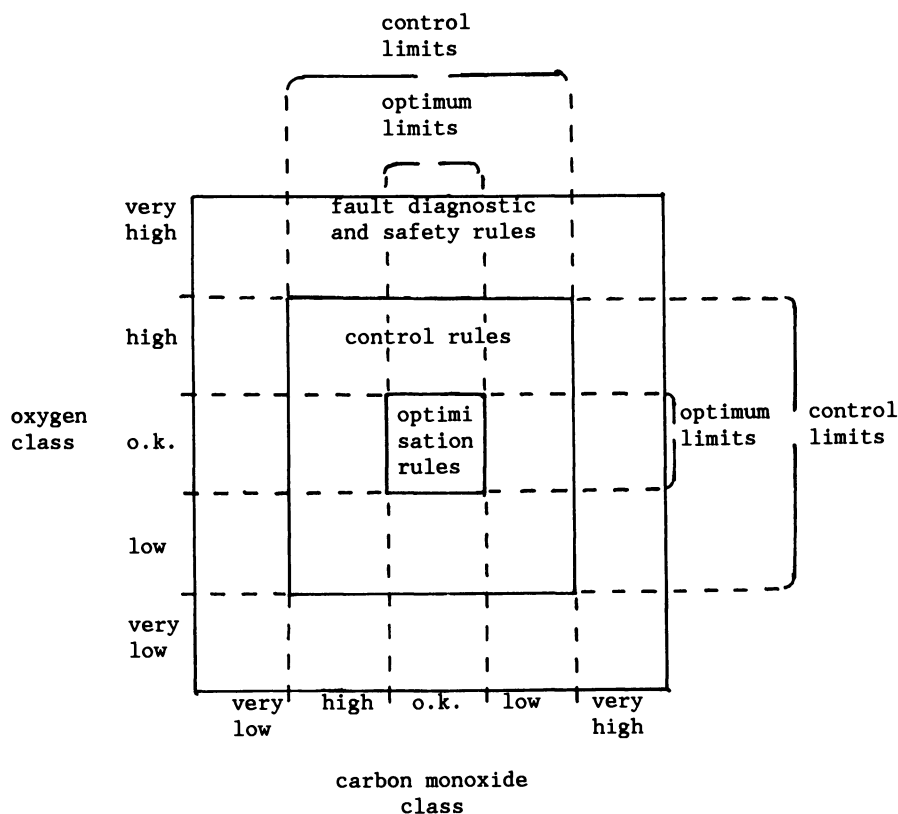 control
limits
optimum
limits
very
high
fault diagnostic
and safety rules
high
control rules
oxygen
class
o.k.
optimi
sation
rules
optimum
limits
control
limits
low
very
low
very
low
high
o.k.
low
very
high
carbon monoxide
class